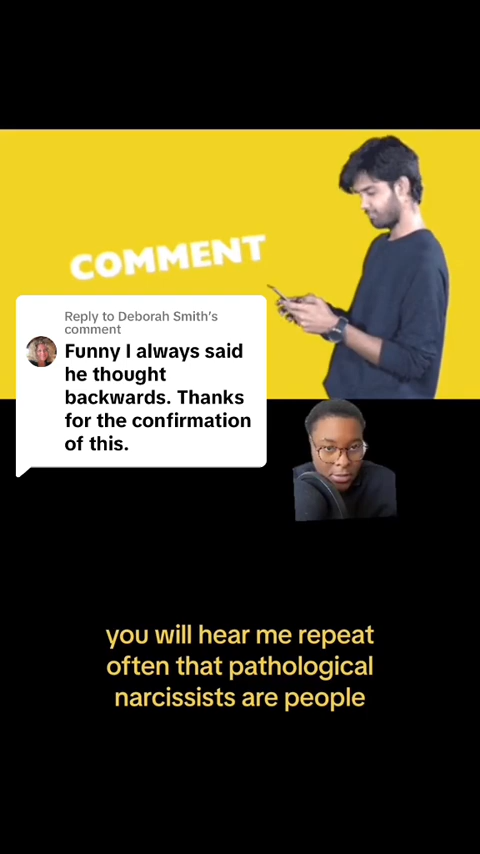 COMMENT
Reply to Deborah Smith's
comment
Funny I always said
he thought
backwards. Thanks
for the confirmation
of this.
you will hear me repeat
often that pathological
narcissists are people